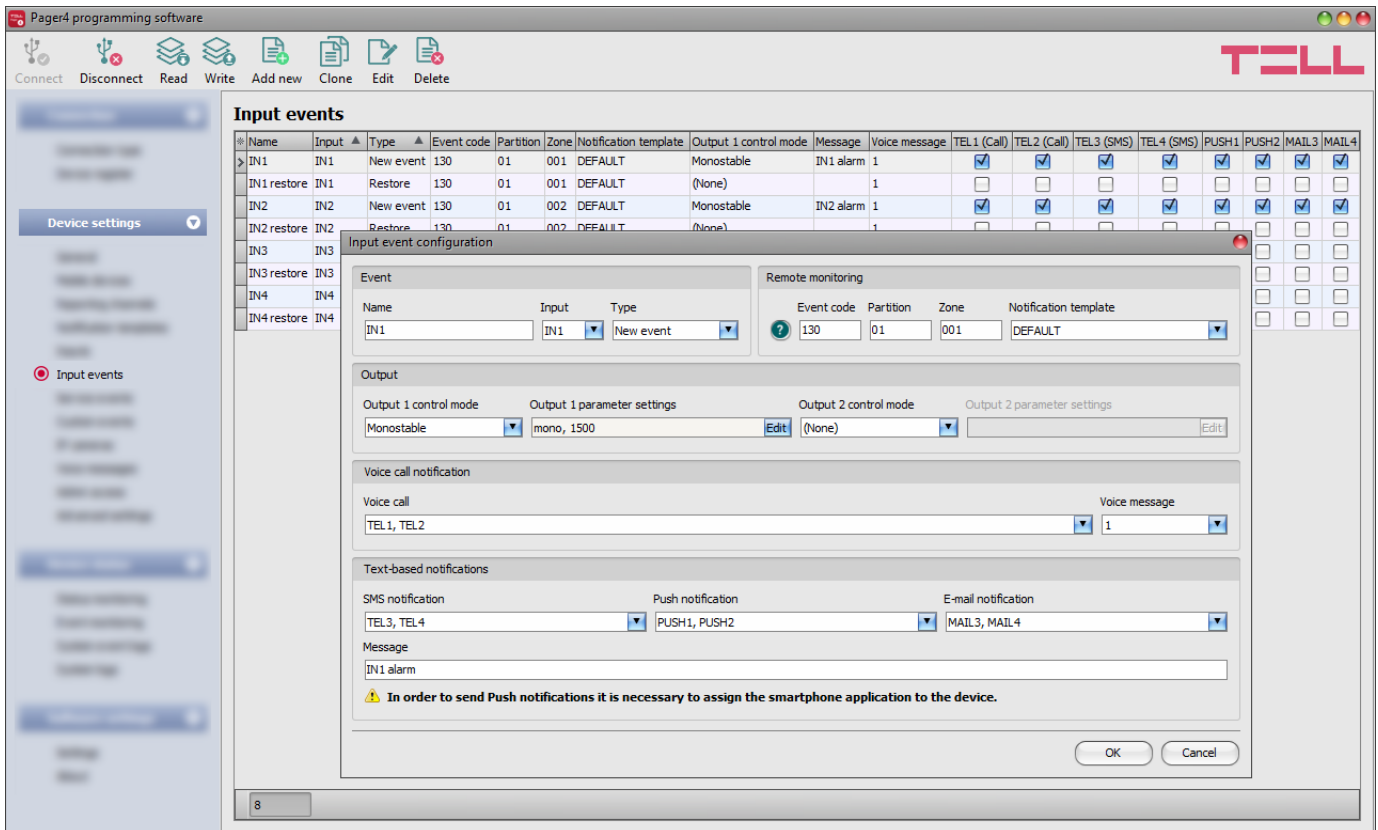 Pager4 programming software
Connect Disconnect Read Write Add new Clone Edit Delete
TELL
Device settings
Input events
Input events
Name Input Type Event code Partition Zone Notification template Output 1 control mode Message Voice message TEL1 (Call) TEL2 (Call) TEL3 (SMS) TEL4 (SMS) PUSH1 PUSH2 MAIL3 MAIL4
IN1 IN1 New event 130 01 001 DEFAULT Monostable IN1 alarm 1
IN1 restore IN1 Restore 130 01 001 DEFAULT (None) 1
IN2 IN2 New event 130 01 002 DEFAULT Monostable IN2 alarm 1
IN2 restore IN2 Restore 130 01 002 DEFAULT (None) 1
IN3 IN3
IN3 restore IN3
IN4 IN4
IN4 restore IN4
8
Input event configuration
Event
Name Input Type
IN1 IN1 New event
Remote monitoring
Event code Partition Zone Notification template
? 130 01 001 DEFAULT
Output
Output 1 control mode Output 1 parameter settings Output 2 control mode Output 2 parameter settings
Monostable mono, 1500 Edit (None) Edit
Voice call notification
Voice call Voice message
TEL1, TEL2 1
Text-based notifications
SMS notification Push notification E-mail notification
TEL3, TEL4 PUSH1, PUSH2 MAIL3, MAIL4
Message
IN1 alarm
In order to send Push notifications it is necessary to assign the smartphone application to the device.
OK Cancel